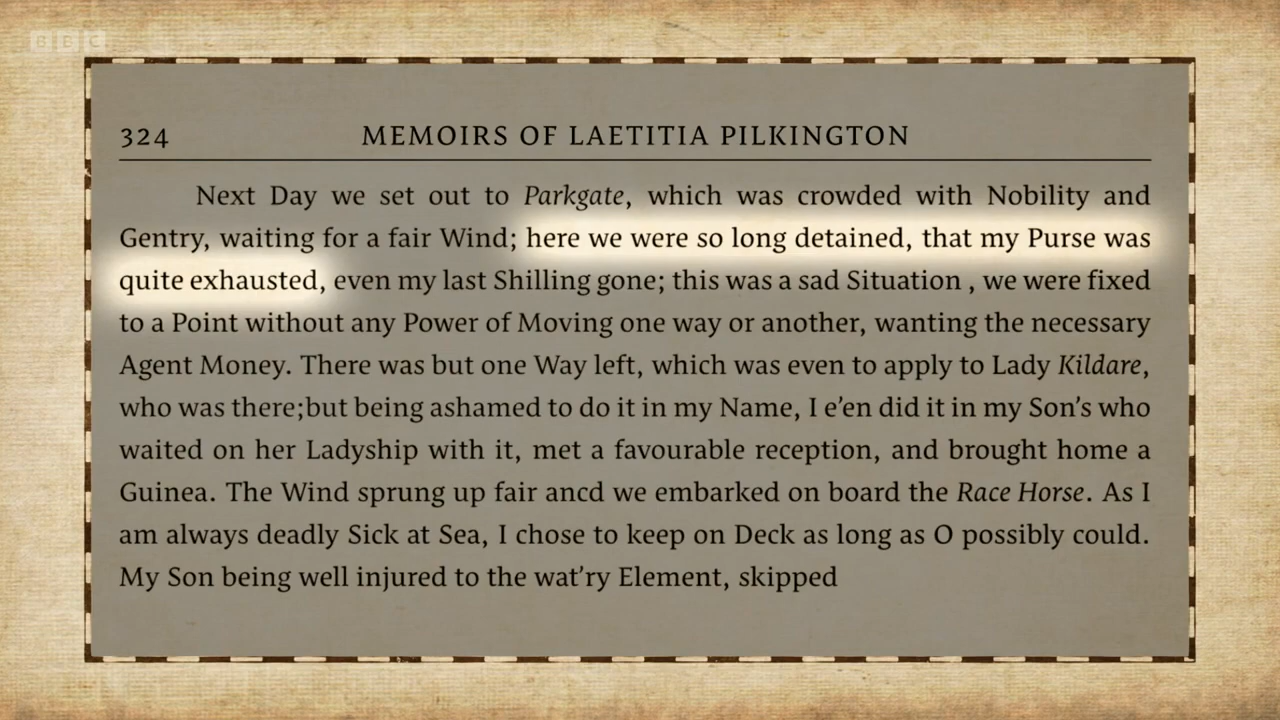 BBC
324 MEMOIRS OF LAETITIA PILKINGTON
Next Day we set out to Parkgate, which was crowded with Nobility and
Gentry, waiting for a fair Wind; here we were so long detained, that my Purse was
quite exhausted, even my last Shilling gone; this was a sad Situation , we were fixed
to a Point without any Power of Moving one way or another, wanting the necessary
Agent Money. There was but one Way left, which was even to apply to Lady Kildare,
who was there;but being ashamed to do it in my Name, I e'en did it in my Son's who
waited on her Ladyship with it, met a favourable reception, and brought home a
Guinea. The Wind sprung up fair ancd we embarked on board the Race Horse. As I
am always deadly Sick at Sea, I chose to keep on Deck as long as O possibly could.
My Son being well injured to the wat'ry Element, skipped